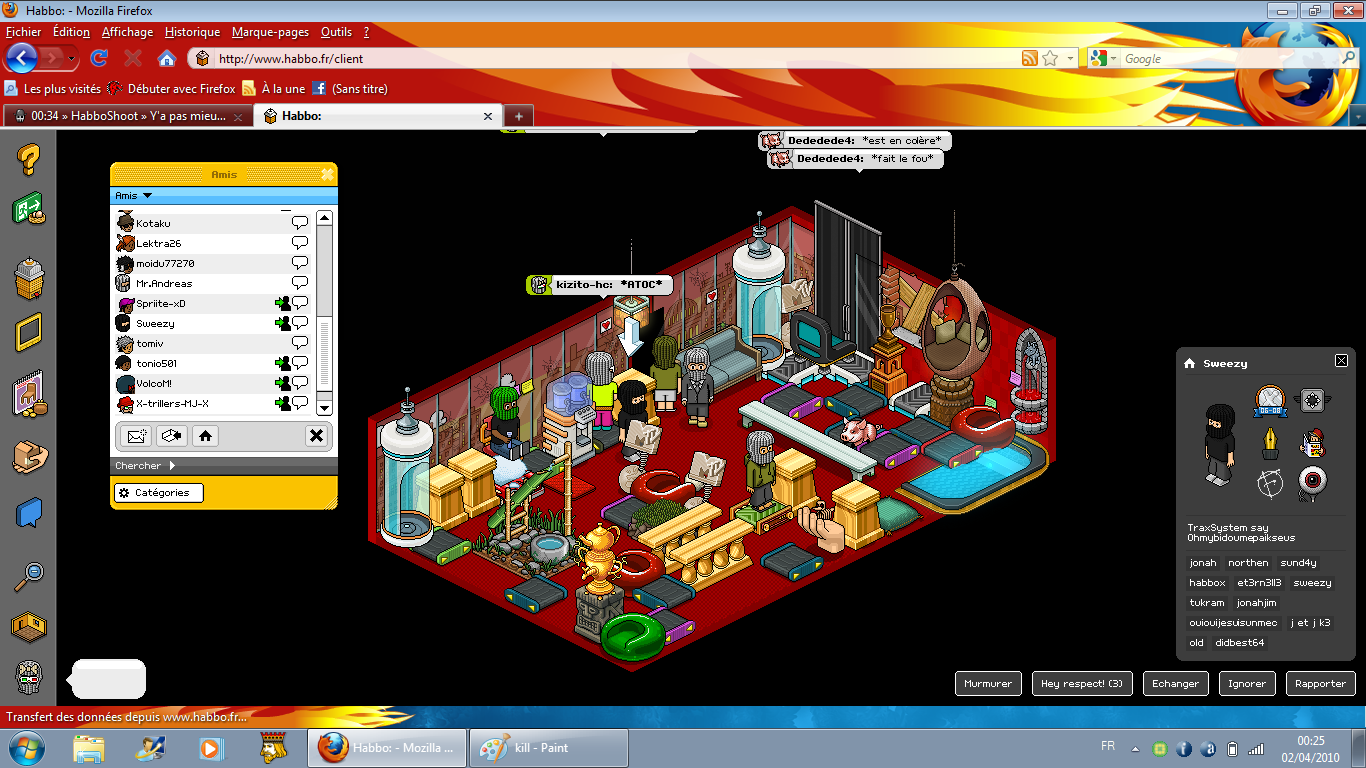 Habbo: - Mozilla Firefox
Fichier Édition Affichage Historique Marque-pages Outils ?
http://www.habbo.fr/client
Google
Les plus visités Débuter avec Firefox À la une (Sans titre)
00:34 » HabboShoot » Y'a pas mieu...
Habbo:
Dededede4: *est en colère*
Dededede4: *fait le fou*
kizito-hc: *ATOC*
Amis
Amis
Kotaku
Lektra26
moidu77270
Mr.Andreas
Spriite-xD
Sweezy
tomiv
tonic501
VolcoM!
X-trillers-MJ-X
Chercher
Catégories
MTV
Sweezy
06-08
TraxSystem say
Ohmybidoumepaikseus
jonah northen sund4y
habbox et3rn3ll3 sweezy
tukram jonahjim
ouiouijesuisunmec j et j k3
old didbest64
Murmurer
Hey respect! (3)
Echanger
Ignorer
Rapporter
Transfert des données depuis www.habbo.fr...
Habbo: - Mozilla ...
kill - Paint
FR
00:25
02/04/2010